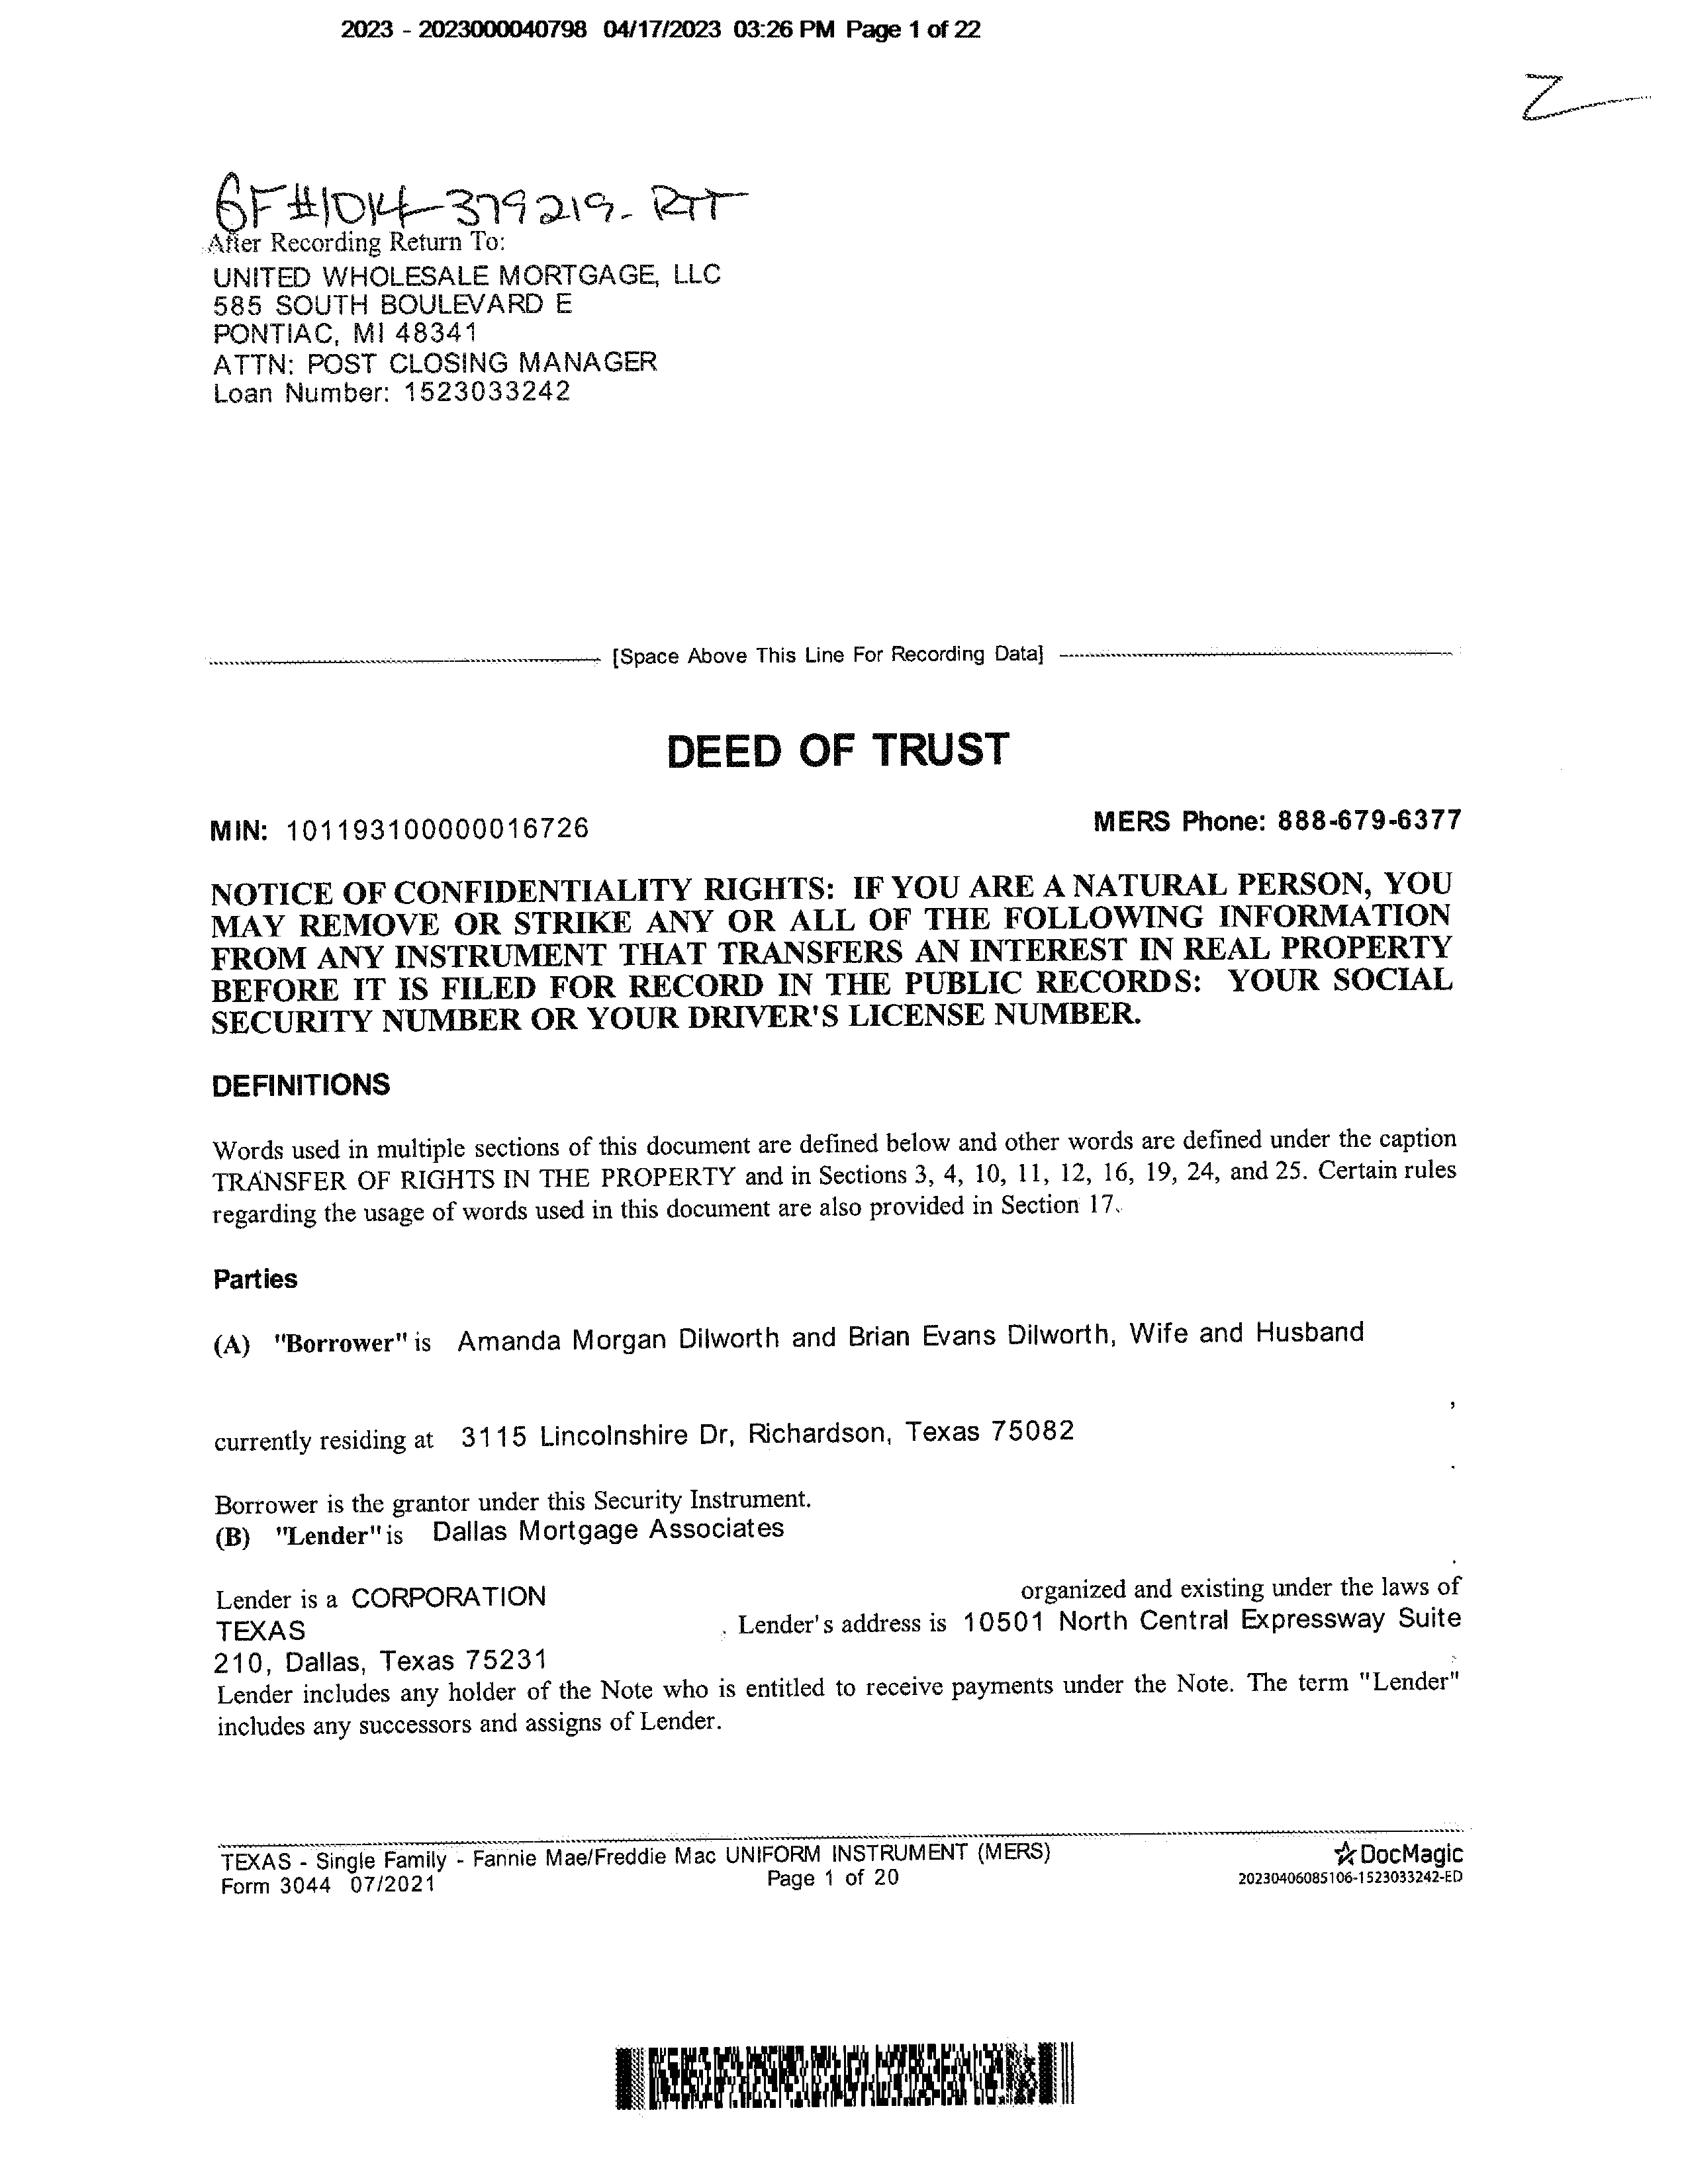 2023 - 2023000040798 04/17/2023 03:26 PM Page 1 of 22
Z
GF#1014-379219- RTT
After Recording Return To:
UNITED WHOLESALE MORTGAGE, LLC
585 SOUTH BOULEVARD E
PONTIAC, MI 48341
ATTN: POST CLOSING MANAGER
Loan Number: 1523033242
[Space Above This Line For Recording Data]
DEED OF TRUST
MIN: 101193100000016726 MERS Phone: 888-679-6377
NOTICE OF CONFIDENTIALITY RIGHTS: IF YOU ARE A NATURAL PERSON, YOU
MAY REMOVE OR STRIKE ANY OR ALL OF THE FOLLOWING INFORMATION
FROM ANY INSTRUMENT THAT TRANSFERS AN INTEREST IN REAL PROPERTY
BEFORE IT IS FILED FOR RECORD IN THE PUBLIC RECORDS: YOUR SOCIAL
SECURITY NUMBER OR YOUR DRIVER'S LICENSE NUMBER.
DEFINITIONS
Words used in multiple sections of this document are defined below and other words are defined under the caption
TRANSFER OF RIGHTS IN THE PROPERTY and in Sections 3, 4, 10, 11, 12, 16, 19, 24, and 25. Certain rules
regarding the usage of words used in this document are also provided in Section 17.
Parties
(A) "Borrower" is Amanda Morgan Dilworth and Brian Evans Dilworth, Wife and Husband
,
currently residing at 3115 Lincolnshire Dr, Richardson, Texas 75082
.
Borrower is the grantor under this Security Instrument.
(B) "Lender" is Dallas Mortgage Associates
.
Lender is a CORPORATION organized and existing under the laws of
TEXAS . Lender's address is 10501 North Central Expressway Suite
210, Dallas, Texas 75231 .
Lender includes any holder of the Note who is entitled to receive payments under the Note. The term "Lender"
includes any successors and assigns of Lender.
TEXAS - Single Family - Fannie Mae/Freddie Mac UNIFORM INSTRUMENT (MERS) DocMagic
Form 3044 07/2021 Page 1 of 20 20230406085106-1523033242-ED